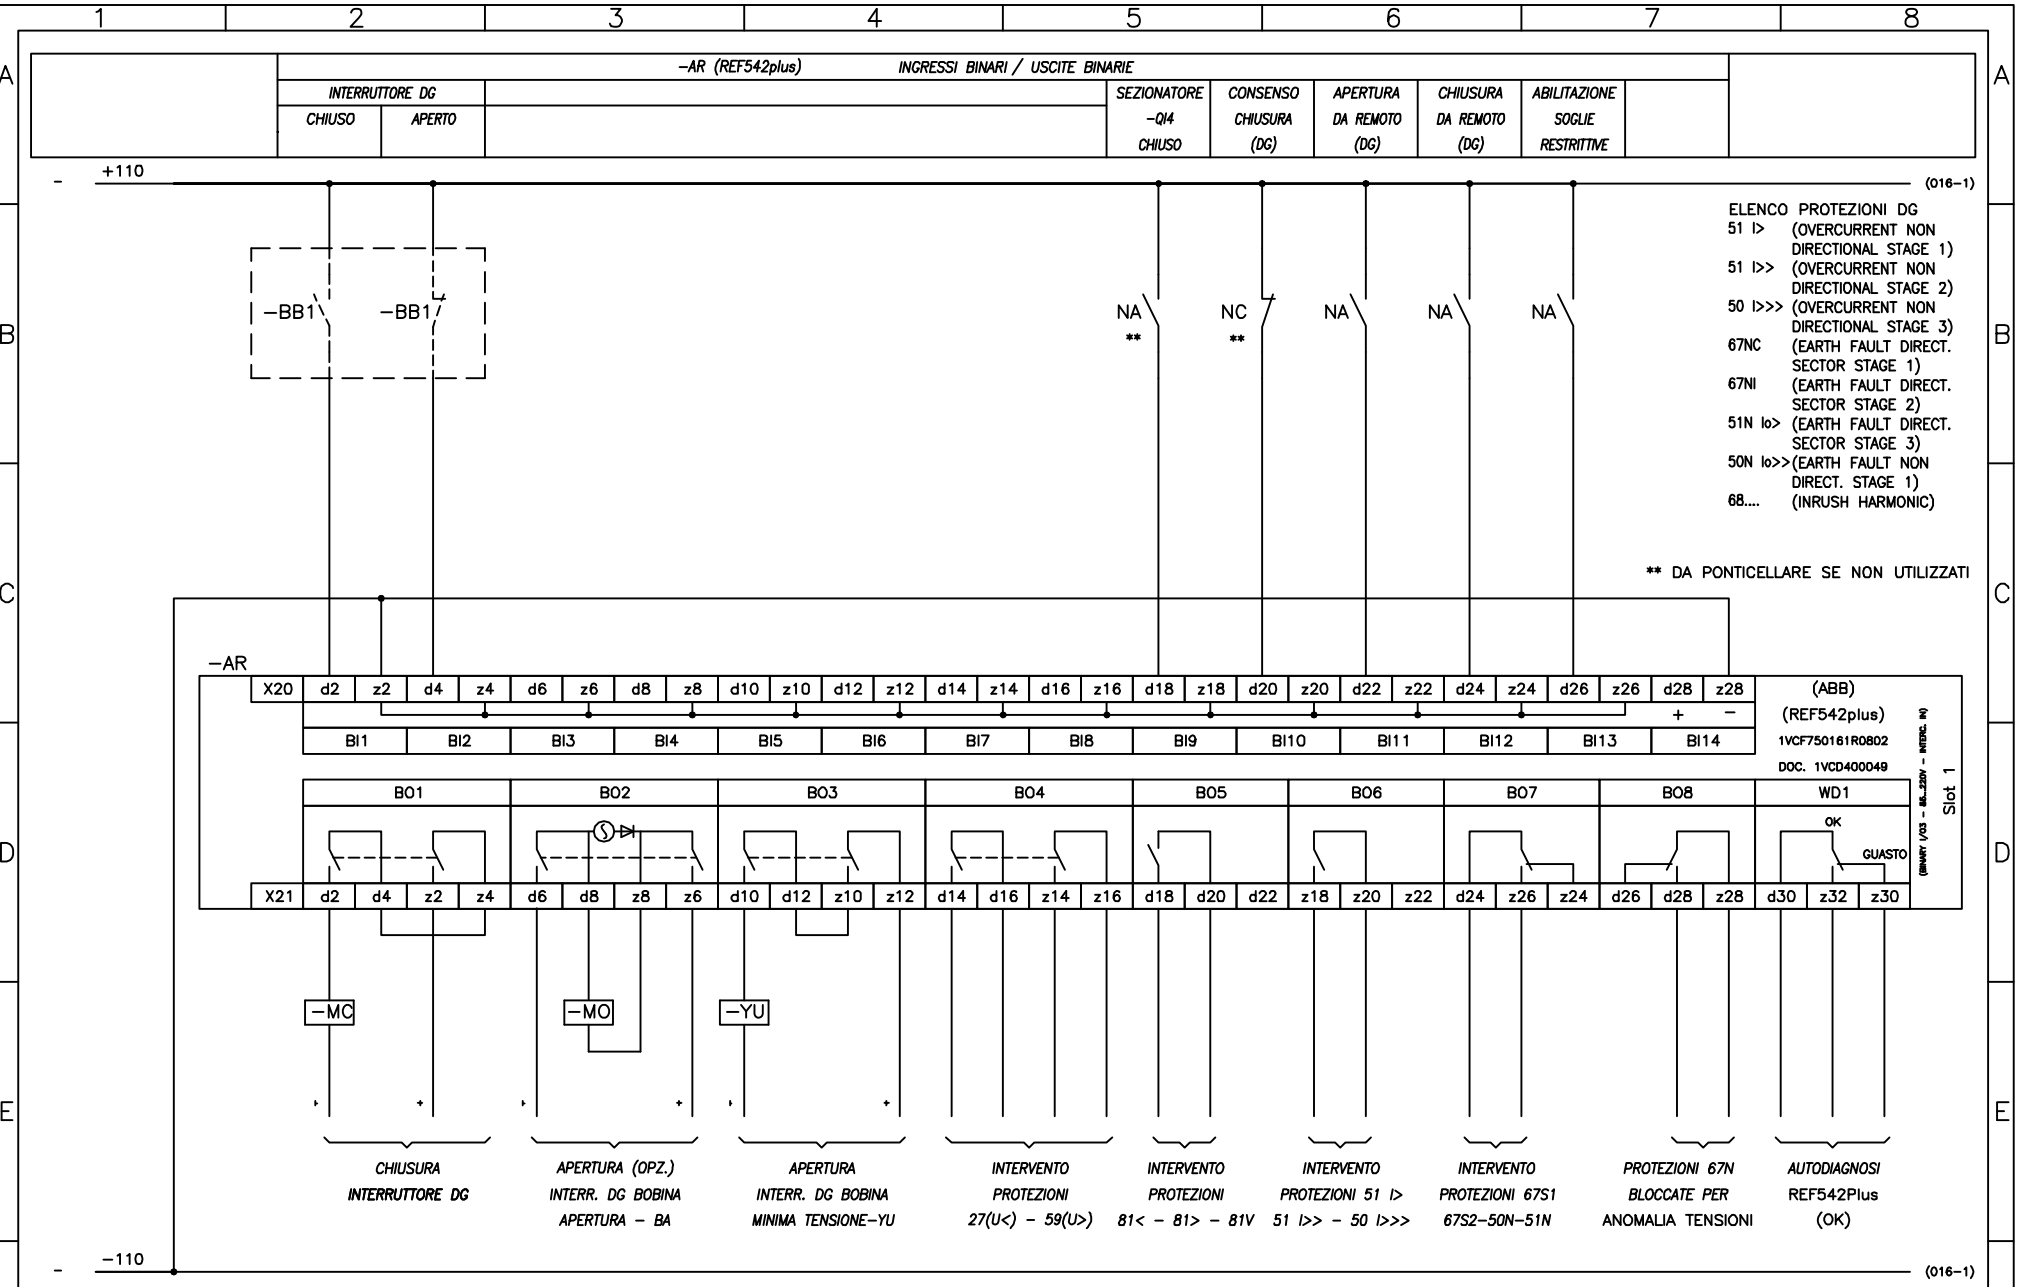 1 2 3 4 5 6 7 8
A A
-AR (REF542plus) INGRESSI BINARI / USCITE BINARIE
INTERRUTTORE DG
CHIUSO APERTO
SEZIONATORE
-QI4
CHIUSO
CONSENSO
CHIUSURA
(DG)
APERTURA
DA REMOTO
(DG)
CHIUSURA
DA REMOTO
(DG)
ABILITAZIONE
SOGLIE
RESTRITTIVE
- +110 (016-1)
ELENCO PROTEZIONI DG
51 I> (OVERCURRENT NON
DIRECTIONAL STAGE 1)
51 I>> (OVERCURRENT NON
DIRECTIONAL STAGE 2)
50 I>>> (OVERCURRENT NON
DIRECTIONAL STAGE 3)
67NC (EARTH FAULT DIRECT.
SECTOR STAGE 1)
67NI (EARTH FAULT DIRECT.
SECTOR STAGE 2)
51N Io> (EARTH FAULT DIRECT.
SECTOR STAGE 3)
50N Io>> (EARTH FAULT NON
DIRECT. STAGE 1)
68.... (INRUSH HARMONIC)
-BB1 -BB1 NA NC NA NA NA
** **
B B
** DA PONTICELLARE SE NON UTILIZZATI
C C
-AR
X20 d2 z2 d4 z4 d6 z6 d8 z8 d10 z10 d12 z12 d14 z14 d16 z16 d18 z18 d20 z20 d22 z22 d24 z24 d26 z26 d28 z28
+ -
BI1 BI2 BI3 BI4 BI5 BI6 BI7 BI8 BI9 BI10 BI11 BI12 BI13 BI14
(ABB)
(REF542plus)
1VCF750161R0802
DOC. 1VCD400049
(BINARY I/O3 - 85...220V - INTERC. IN)
Slot 1
BO1 BO2 BO3 BO4 BO5 BO6 BO7 BO8 WD1
OK
GUASTO
D D
X21 d2 d4 z2 z4 d6 d8 z8 z6 d10 d12 z10 z12 d14 d16 z14 z16 d18 d20 d22 z18 z20 z22 d24 z26 z24 d26 d28 z28 d30 z32 z30
-MC -MO -YU
- + - + - +
E E
CHIUSURA
INTERRUTTORE DG
APERTURA (OPZ.)
INTERR. DG BOBINA
APERTURA - BA
APERTURA
INTERR. DG BOBINA
MINIMA TENSIONE-YU
INTERVENTO
PROTEZIONI
27(U<) - 59(U>)
INTERVENTO
PROTEZIONI
81< - 81> - 81V
INTERVENTO
PROTEZIONI 51 I>
51 I>> - 50 I>>>
INTERVENTO
PROTEZIONI 67S1
67S2-50N-51N
PROTEZIONI 67N
BLOCCATE PER
ANOMALIA TENSIONI
AUTODIAGNOSI
REF542Plus
(OK)
- -110 (016-1)